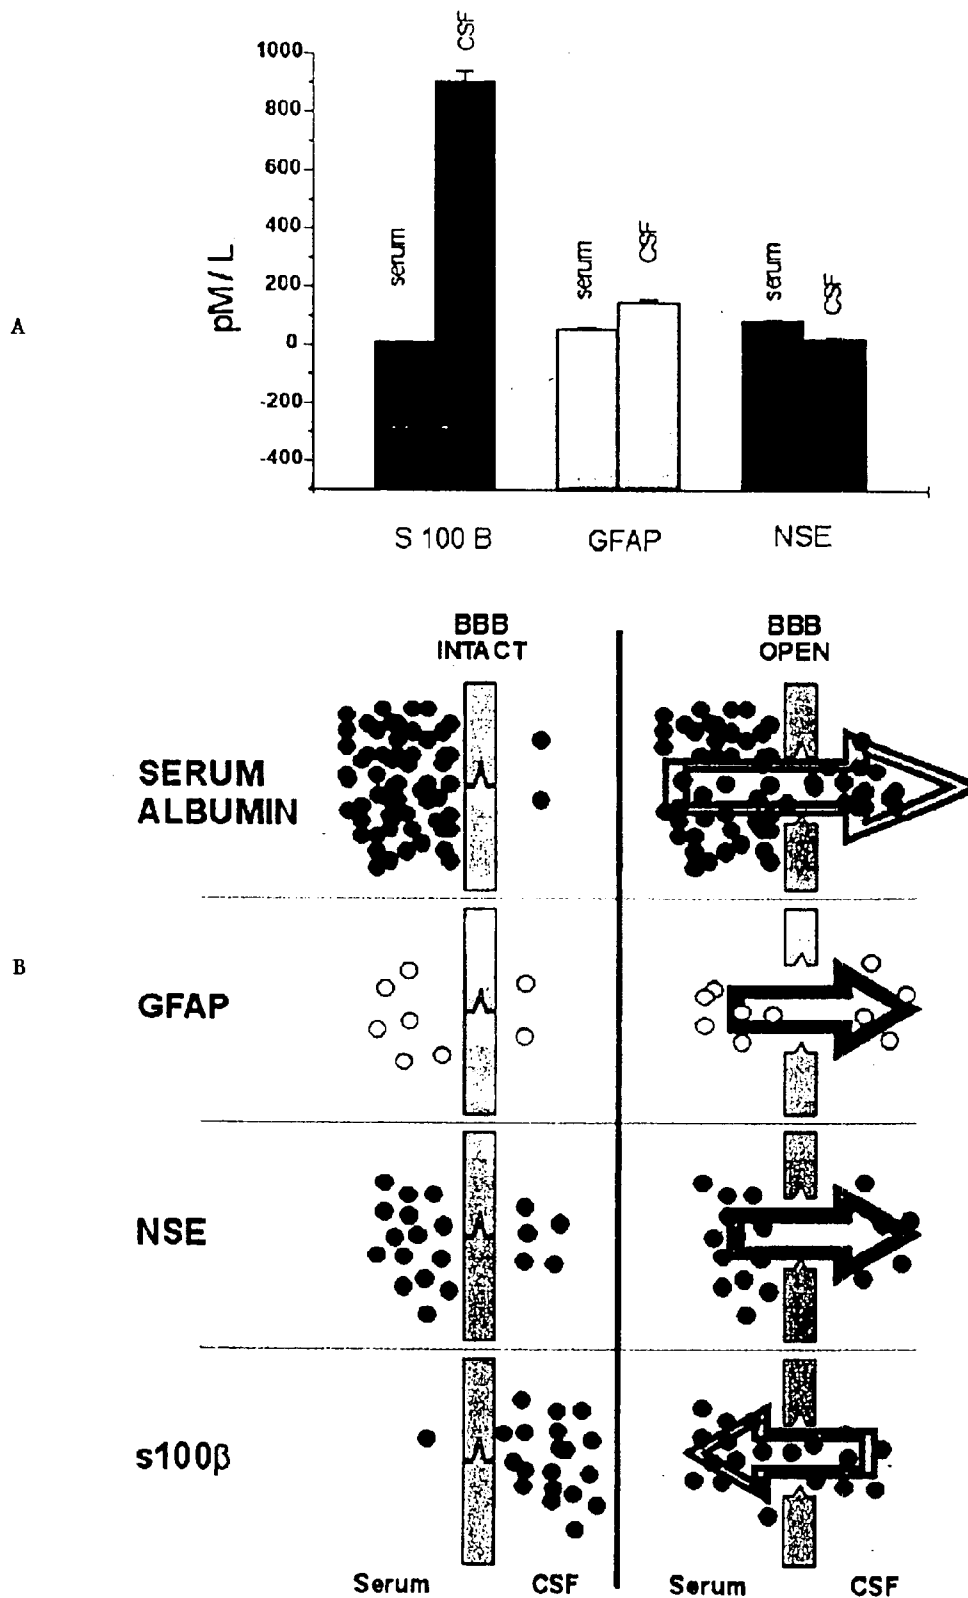 A
pM / L
1000
800
600
400
200
0
-200
-400
serum
CSF
serum
CSF
serum
CSF
S 100 B
GFAP
NSE
B
BBB
INTACT
BBB
OPEN
SERUM
ALBUMIN
GFAP
NSE
s100β
Serum
CSF
Serum
CSF